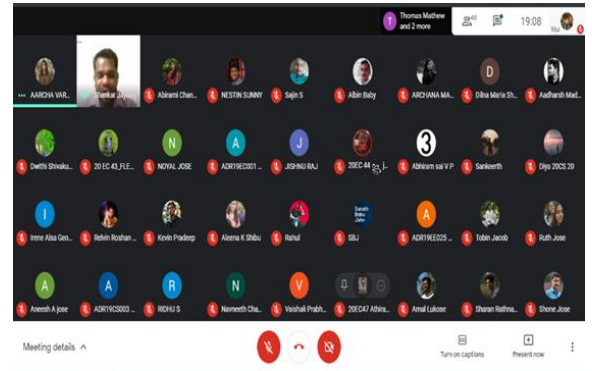 T Thomas Mathew
and 2 more
40
19:08
You
AARCHA VAR...
Shankar
Abirami Chan...
NESTIN SUNNY
Sajin S
Albin Baby
ARCHANA MA...
D
Dilna Maria Sh...
Aadharsh Mad...
Dwithi Shivaku...
20 EC 43_FLE...
N
NOYAL JOSE
A
ADR19EC001 ...
J
JISHNU RAJ
20EC 44
3
Abhiram sai V P
Sankeerth
Diya 20CS 20
I
Irene Alsa Geo...
Relvin Roshan ...
Kevin Pradeep
Aleena K Shibu
Rahul
Sarath
Babu
John
SBJ
A
ADR19EE025 ...
Tobin Jacob
Ruth Jose
A
Aneesh A jose
A
ADR19CS003 ...
R
RIDHU S
N
Navneeth Cha...
V
Vaishali Prabh...
20EC47 Athira...
Amal Lukose
Sharan Rathna...
Shone Jose
Meeting details
Turn on captions
Present now